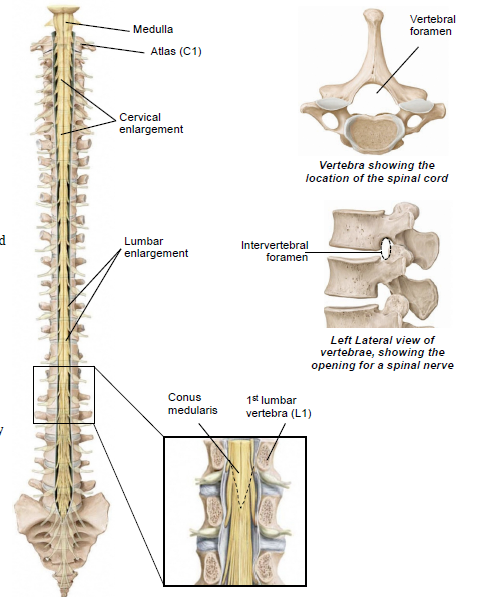 Medulla
Atlas (C1)
Cervical
enlargement
Lumbar
enlargement
d
y
Vertebral
foramen
Vertebra showing the
location of the spinal cord
Intervertebral
foramen
Left Lateral view of
vertebrae, showing the
opening for a spinal nerve
Conus
medularis
1st lumbar
vertebra (L1)